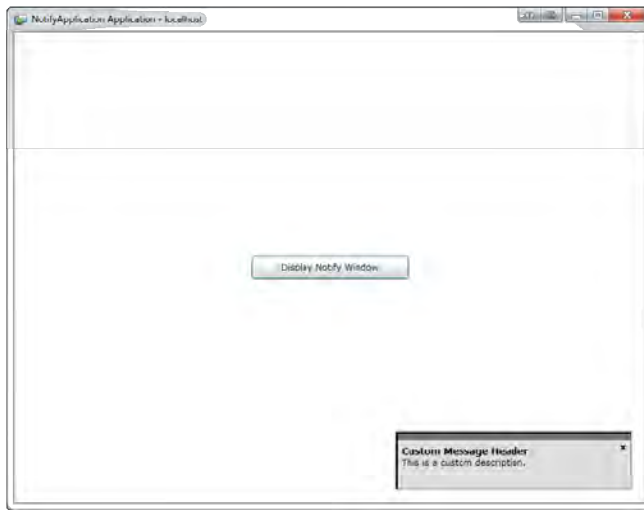 NotifyApplication Application - localhost
Display Notify Window
Custom Message Header
This is a custom description.